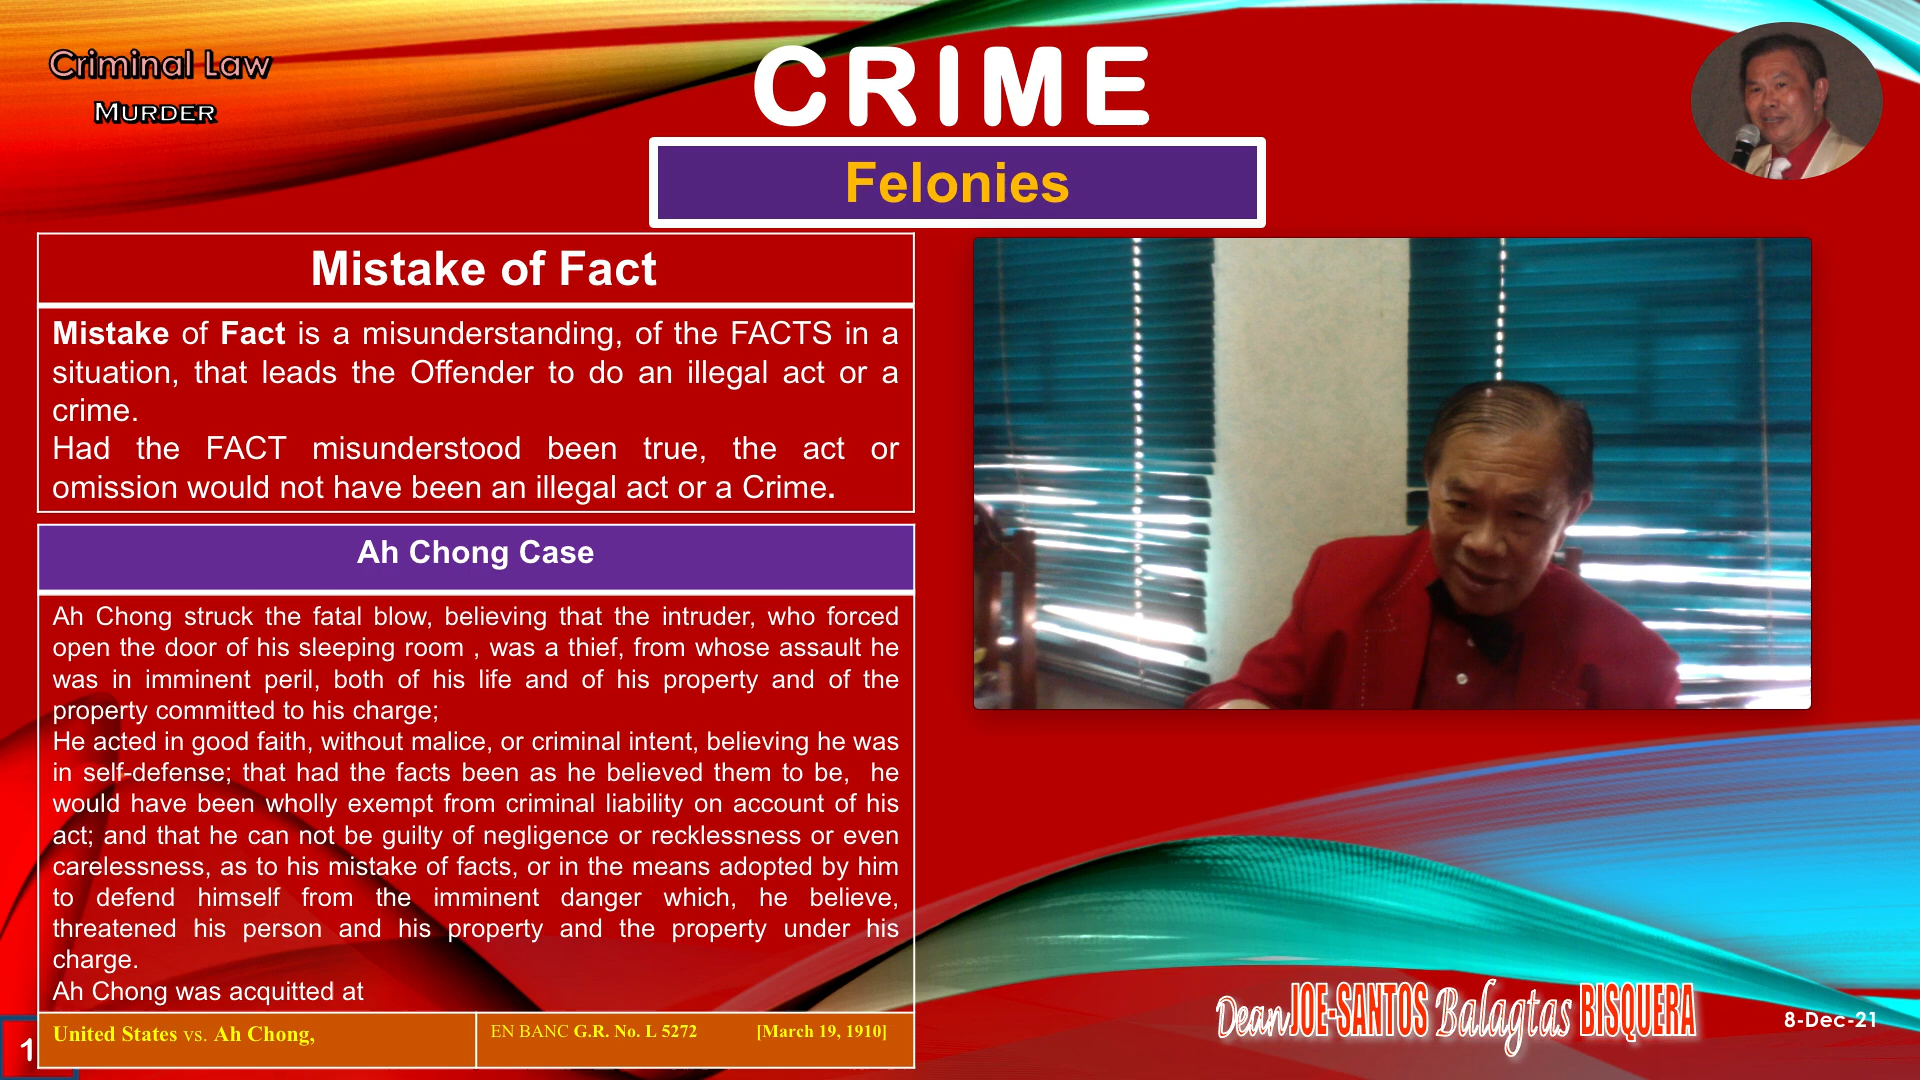 Criminal Law
MURDER
CRIME
Felonies
Mistake of Fact
Mistake of Fact is a misunderstanding, of the FACTS in a
situation, that leads the Offender to do an illegal act or a
crime.
Had the FACT misunderstood been true, the act or
omission would not have been an illegal act or a Crime.
Ah Chong Case
Ah Chong struck the fatal blow, believing that the intruder, who forced
open the door of his sleeping room , was a thief, from whose assault he
was in imminent peril, both of his life and of his property and of the
property committed to his charge;
He acted in good faith, without malice, or criminal intent, believing he was
in self-defense; that had the facts been as he believed them to be, he
would have been wholly exempt from criminal liability on account of his
act; and that he can not be guilty of negligence or recklessness or even
carelessness, as to his mistake of facts, or in the means adopted by him
to defend himself from the imminent danger which, he believe,
threatened his person and his property and the property under his
charge.
Ah Chong was acquitted at
United States vs. Ah Chong,
EN BANC G.R. No. L 5272 [March 19, 1910]
1
Dean JOE-SANTOS Balagtas BISQUERA
8-Dec-21